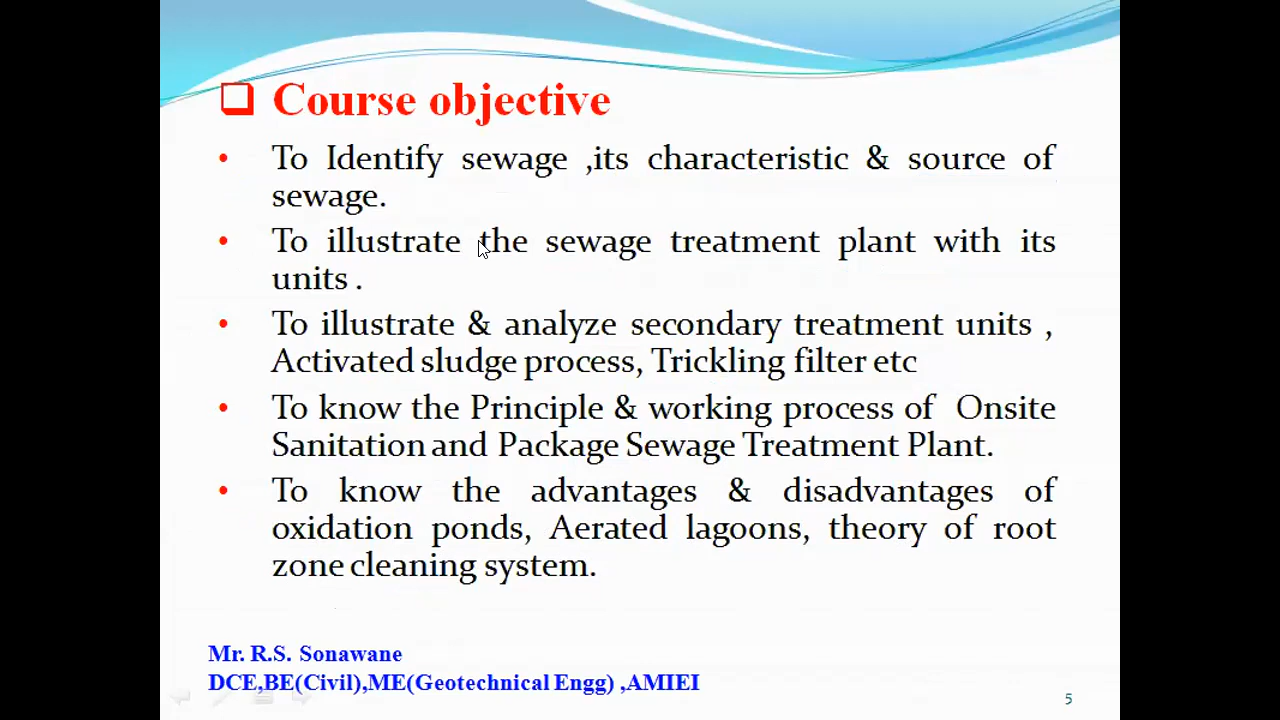 Course objective
• To Identify sewage ,its characteristic & source of
sewage.
• To illustrate the sewage treatment plant with its
units .
• To illustrate & analyze secondary treatment units ,
Activated sludge process, Trickling filter etc
• To know the Principle & working process of Onsite
Sanitation and Package Sewage Treatment Plant.
• To know the advantages & disadvantages of
oxidation ponds, Aerated lagoons, theory of root
zone cleaning system.
Mr. R.S. Sonawane
DCE,BE(Civil),ME(Geotechnical Engg) ,AMIEI
5